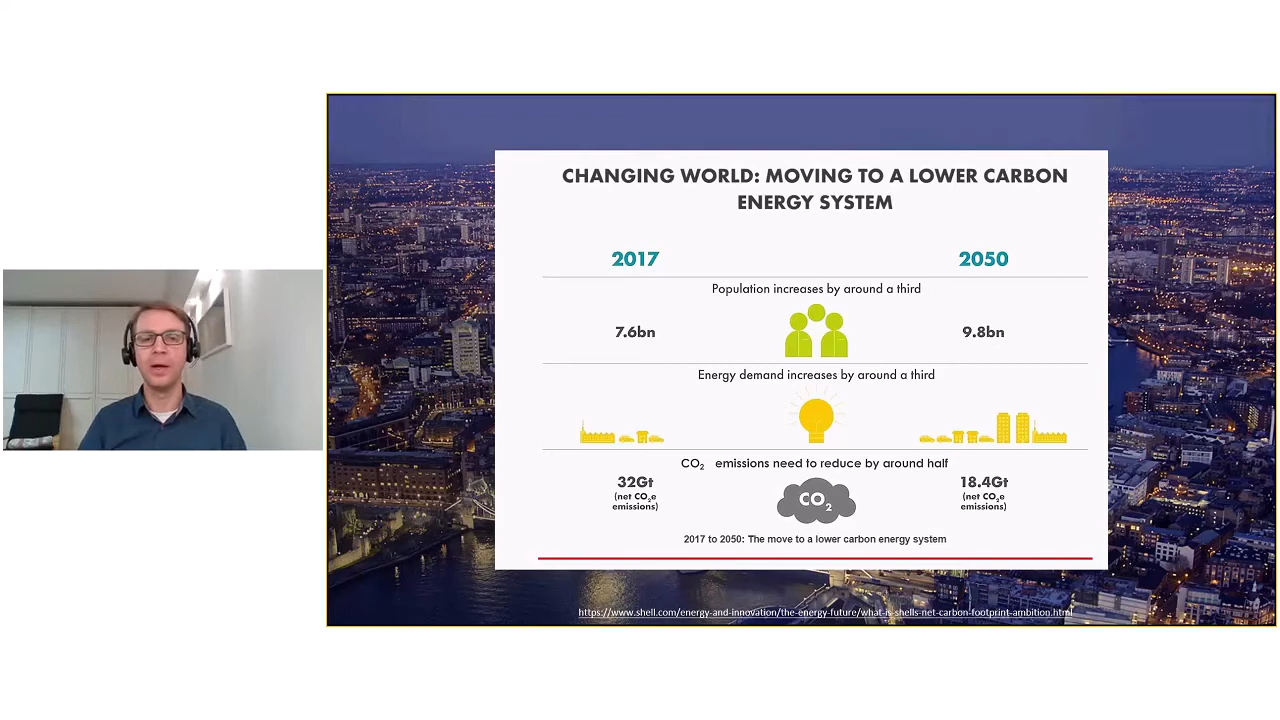 CHANGING WORLD: MOVING TO A LOWER CARBON
ENERGY SYSTEM
2017
2050
Population increases by around a third
7.6bn
9.8bn
Energy demand increases by around a third
CO₂ emissions need to reduce by around half
32Gt
(net CO₂e
emissions)
CO₂
18.4Gt
(net CO₂e
emissions)
2017 to 2050: The move to a lower carbon energy system
https://www.shell.com/energy-and-innovation/the-energy-future/what-is-shells-net-carbon-footprint-ambition.html